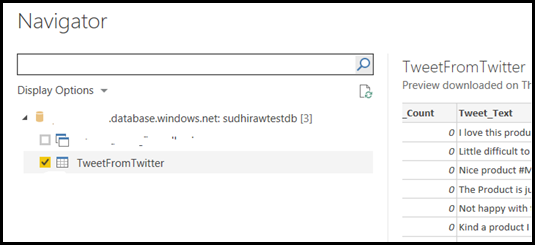 Navigator
Display Options
.database.windows.net: sudhirawtestdb [3]
TweetFromTwitter
TweetFromTwitter
Preview downloaded on Th
_Count Tweet_Text
0 I love this produ
0 Little difficult to
0 Nice product #M
0 The Product is ju
0 Not happy with
0 Kind a product I